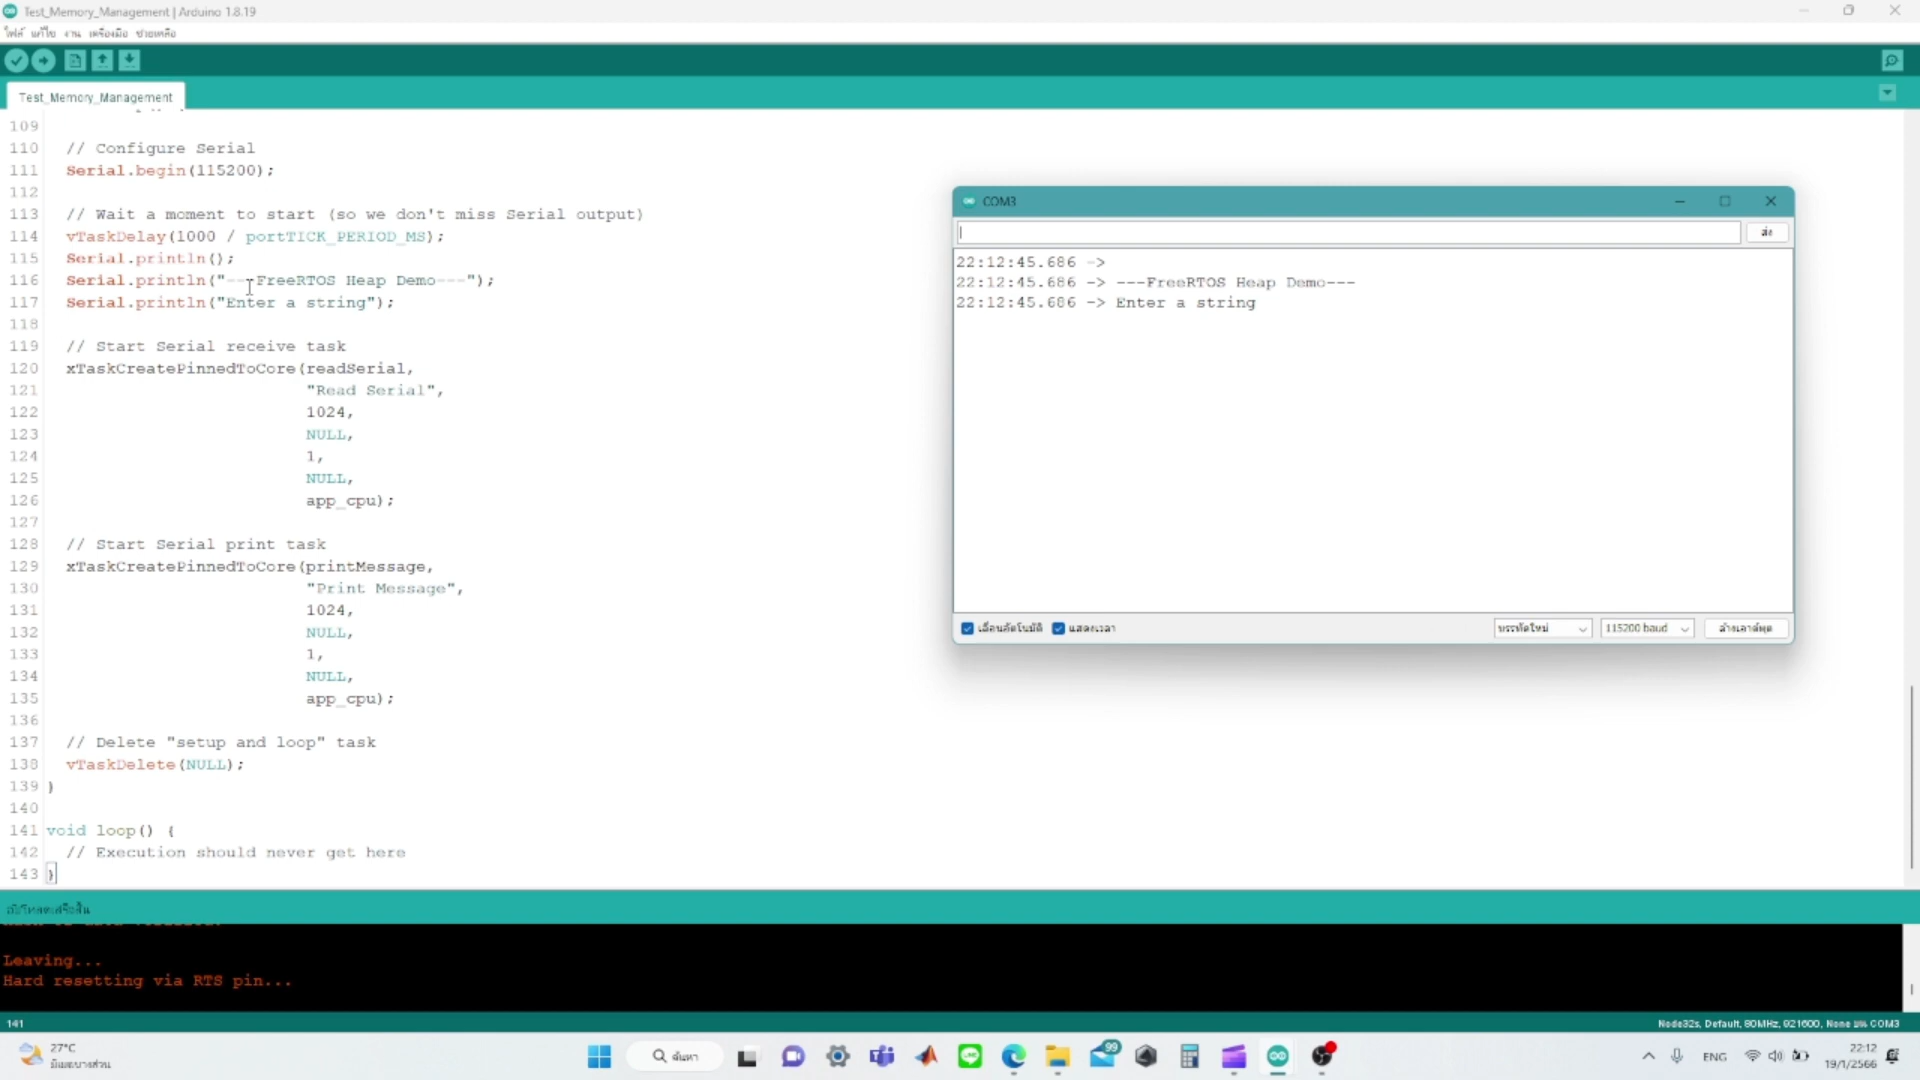 Test_Memory_Management | Arduino 1.8.19
ไฟล์ แก้ไข งาน เครื่องมือ ช่วยเหลือ
Test_Memory_Management
109
110 // Configure Serial
111 Serial.begin(115200);
112
113 // Wait a moment to start (so we don't miss Serial output)
114 vTaskDelay(1000 / portTICK_PERIOD_MS);
115 Serial.println();
116 Serial.println("---FreeRTOS Heap Demo---");
117 Serial.println("Enter a string");
118
119 // Start Serial receive task
120 xTaskCreatePinnedToCore(readSerial,
121 "Read Serial",
122 1024,
123 NULL,
124 1,
125 NULL,
126 app_cpu);
127
128 // Start Serial print task
129 xTaskCreatePinnedToCore(printMessage,
130 "Print Message",
131 1024,
132 NULL,
133 1,
134 NULL,
135 app_cpu);
136
137 // Delete "setup and loop" task
138 vTaskDelete(NULL);
139 }
140
141 void loop() {
142 // Execution should never get here
143 }
COM3
ส่ง
22:12:45.686 ->
22:12:45.686 -> ---FreeRTOS Heap Demo---
22:12:45.686 -> Enter a string
เลื่อนอัตโนมัติ แสดงเวลา บรรทัดใหม่ 115200 baud ล้างเอาต์พุต
อัปโหลดเสร็จสิ้น
Leaving...
Hard resetting via RTS pin...
141
Node32s, Default, 80MHz, 921600, None บน COM3
27°C
มีเมฆบางส่วน
ค้นหา
99
ENG
22:12
19/1/2566